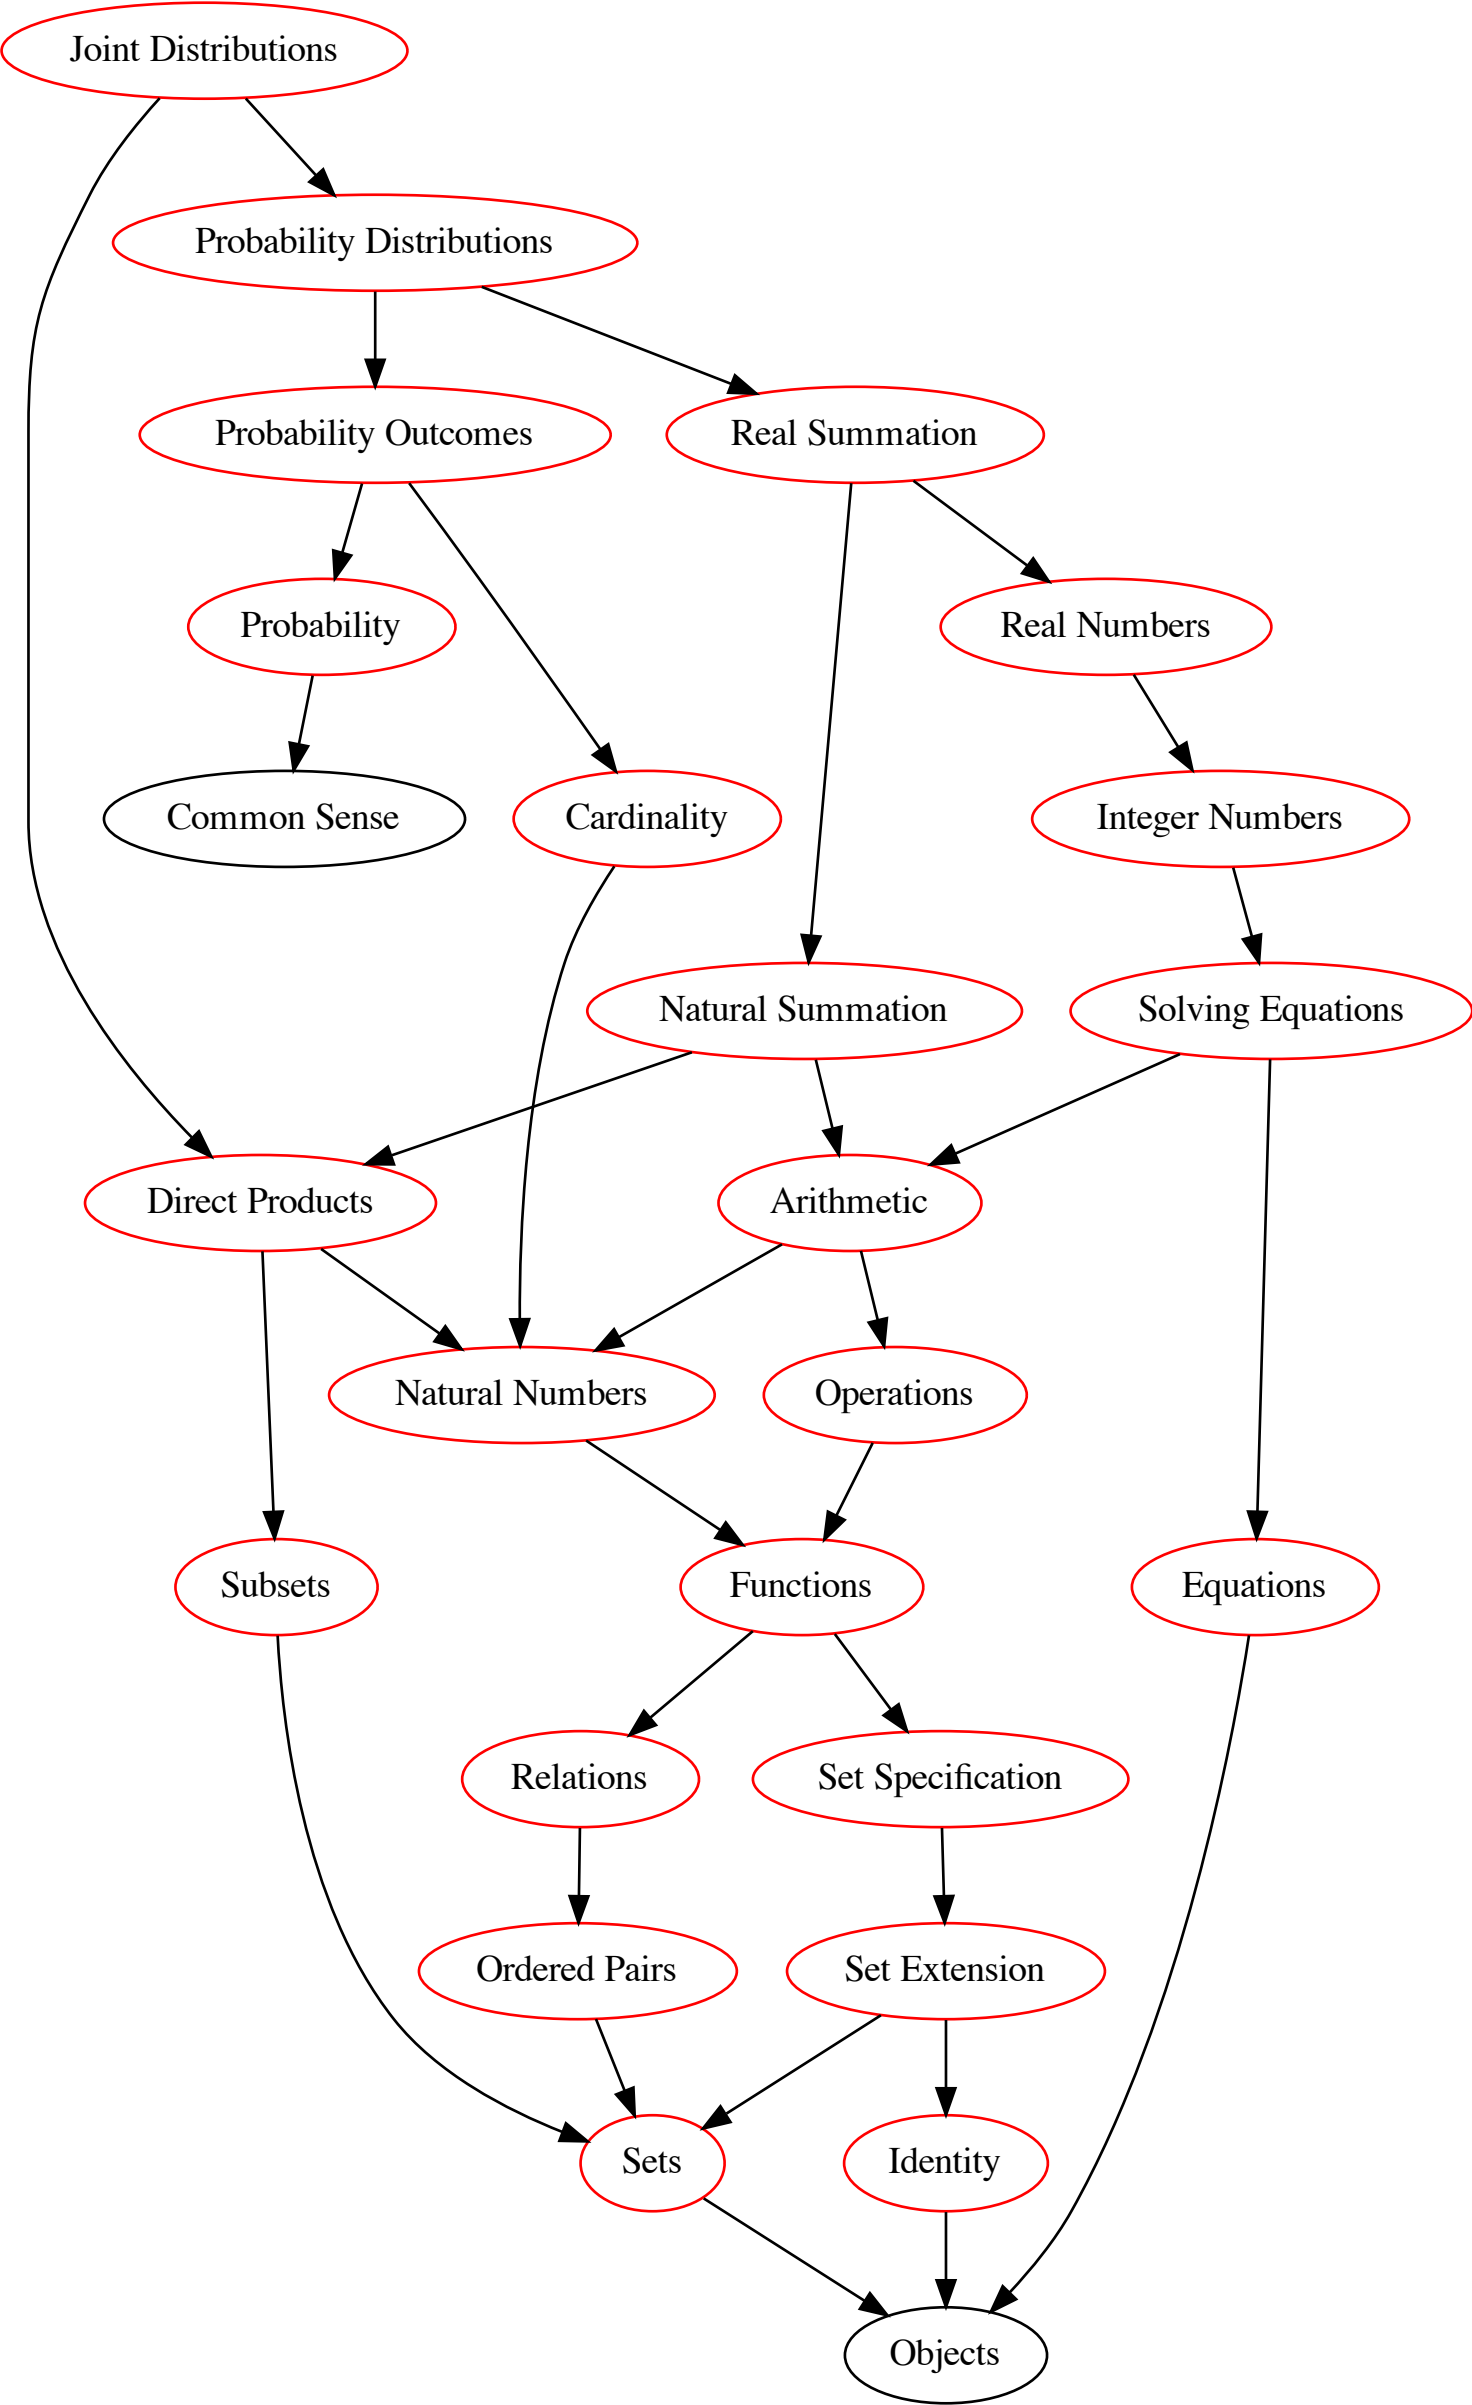 Joint Distributions
Probability Distributions
Probability Outcomes
Real Summation
Probability
Real Numbers
Common Sense
Cardinality
Integer Numbers
Natural Summation
Solving Equations
Direct Products
Arithmetic
Natural Numbers
Operations
Subsets
Functions
Equations
Relations
Set Specification
Ordered Pairs
Set Extension
Sets
Identity
Objects